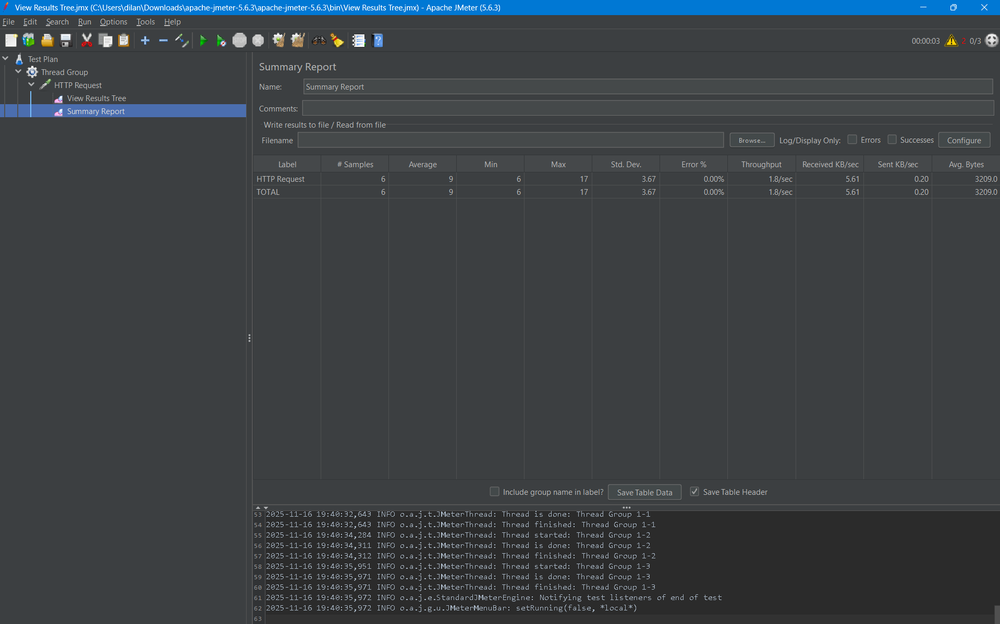 View Results Tree.jmx (C:\Users\dilan\Downloads\apache-jmeter-5.6.3\apache-jmeter-5.6.3\bin\View Results Tree.jmx) - Apache JMeter (5.6.3)
File Edit Search Run Options Tools Help
STOP
00:00:03 2 0/3
Test Plan
Thread Group
HTTP Request
View Results Tree
Summary Report
Summary Report
Name: Summary Report
Comments:
Write results to file / Read from file
Filename Browse... Log/Display Only: Errors Successes Configure
Label # Samples Average Min Max Std. Dev. Error % Throughput Received KB/sec Sent KB/sec Avg. Bytes
HTTP Request 6 9 6 17 3.67 0.00% 1.8/sec 5.61 0.20 3209.0
TOTAL 6 9 6 17 3.67 0.00% 1.8/sec 5.61 0.20 3209.0
Include group name in label? Save Table Data Save Table Header
53 2025-11-16 19:40:32,643 INFO o.a.j.t.JMeterThread: Thread is done: Thread Group 1-1
54 2025-11-16 19:40:32,643 INFO o.a.j.t.JMeterThread: Thread finished: Thread Group 1-1
55 2025-11-16 19:40:34,284 INFO o.a.j.t.JMeterThread: Thread started: Thread Group 1-2
56 2025-11-16 19:40:34,311 INFO o.a.j.t.JMeterThread: Thread is done: Thread Group 1-2
57 2025-11-16 19:40:34,312 INFO o.a.j.t.JMeterThread: Thread finished: Thread Group 1-2
58 2025-11-16 19:40:35,951 INFO o.a.j.t.JMeterThread: Thread started: Thread Group 1-3
59 2025-11-16 19:40:35,971 INFO o.a.j.t.JMeterThread: Thread is done: Thread Group 1-3
60 2025-11-16 19:40:35,971 INFO o.a.j.t.JMeterThread: Thread finished: Thread Group 1-3
61 2025-11-16 19:40:35,972 INFO o.a.j.e.StandardJMeterEngine: Notifying test listeners of end of test
62 2025-11-16 19:40:35,972 INFO o.a.j.g.u.JMeterMenuBar: setRunning(false, *local*)
63